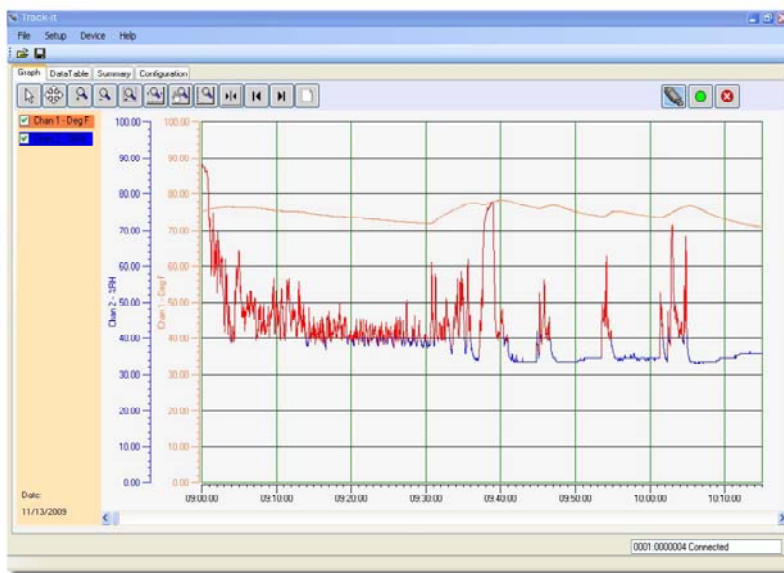 Track-It
File Setup Device Help
Graph DataTable Summary Configuration
Chan 1 - Deg F
100.00 100.00
90.00 90.00
80.00 80.00
70.00 70.00
60.00 60.00
50.00 50.00
40.00 40.00
30.00 30.00
20.00 20.00
10.00 10.00
0.00 0.00
Chan 2 - %RH
Chan 1 - Deg F
09:00:00 09:10:00 09:20:00 09:30:00 09:40:00 09:50:00 10:00:00 10:10:00
Date:
11/13/2009
0001:0000004 Connected